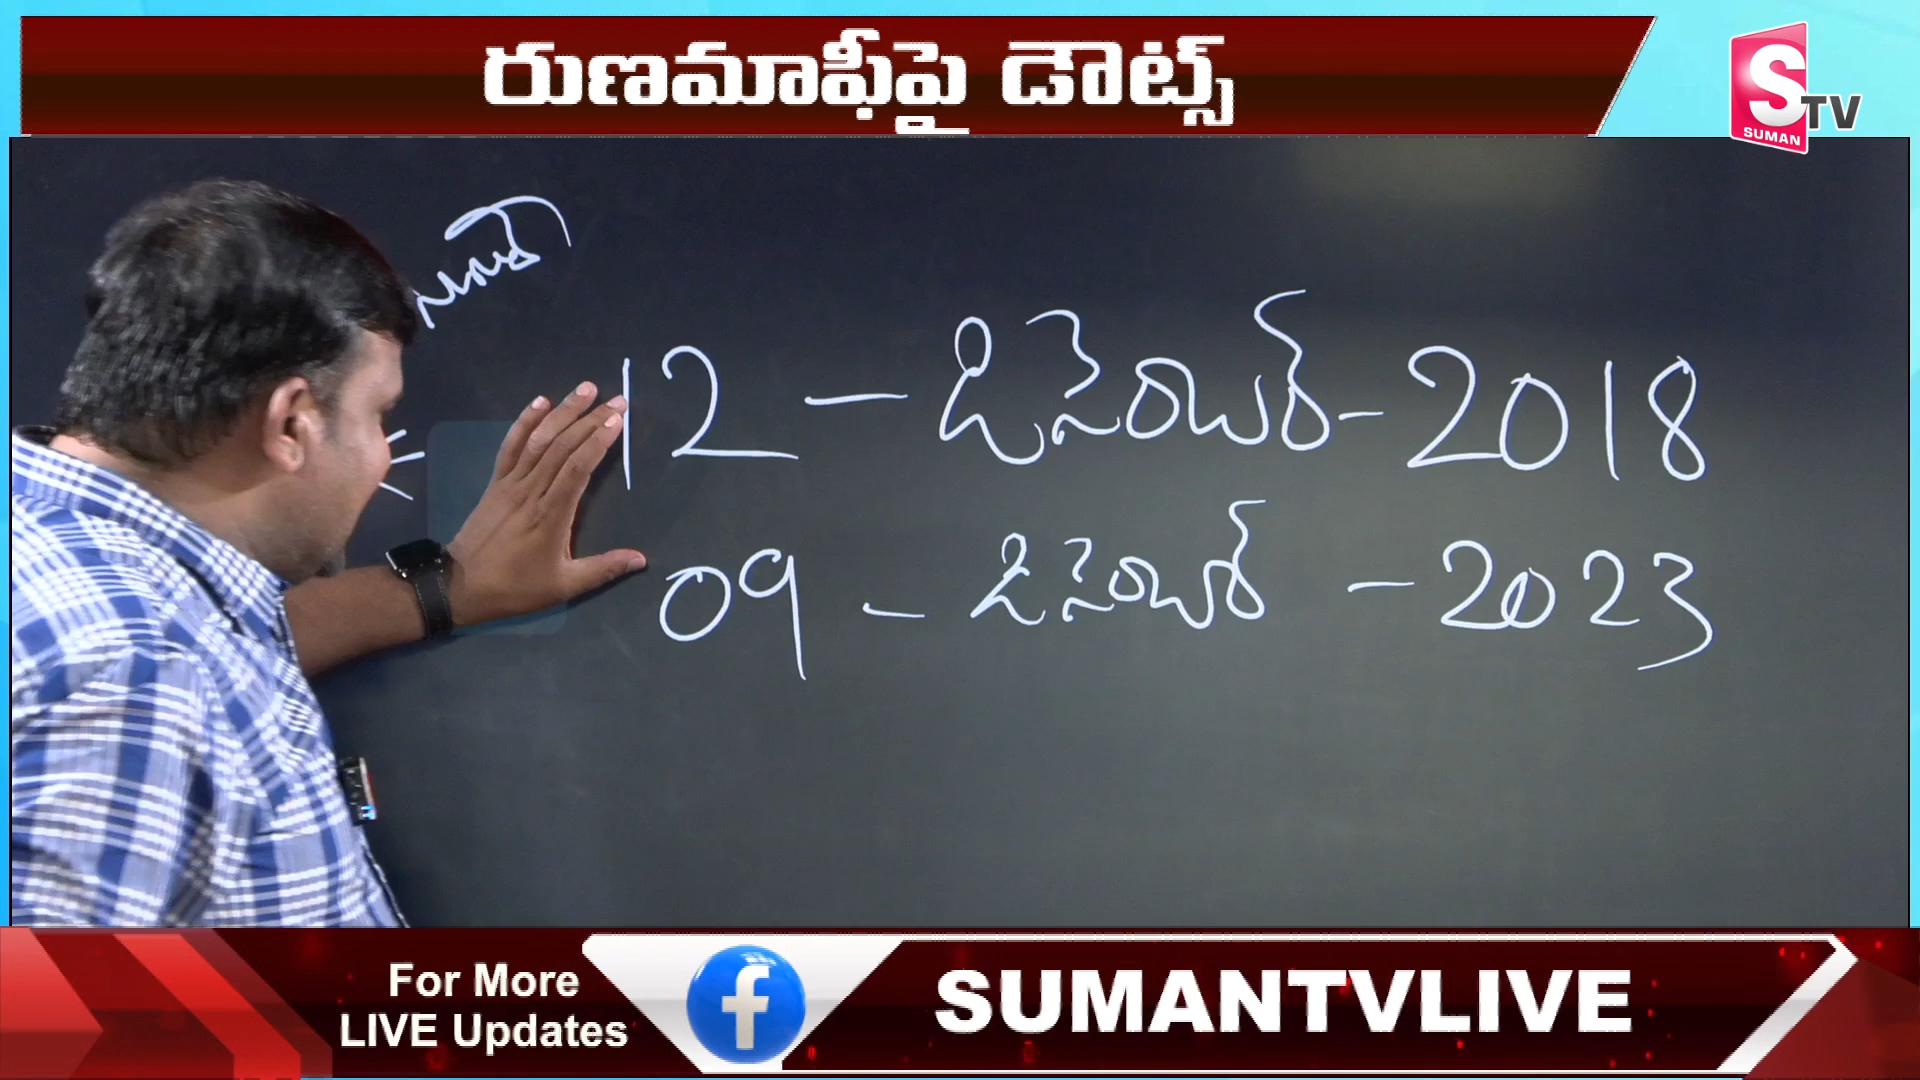 రుణమాఫీపై డౌట్స్
S TV
SUMAN
12 - డిసెంబర్ - 2018
09 - డిసెంబర్ - 2023
For More
LIVE Updates
f
SUMANTVLIVE